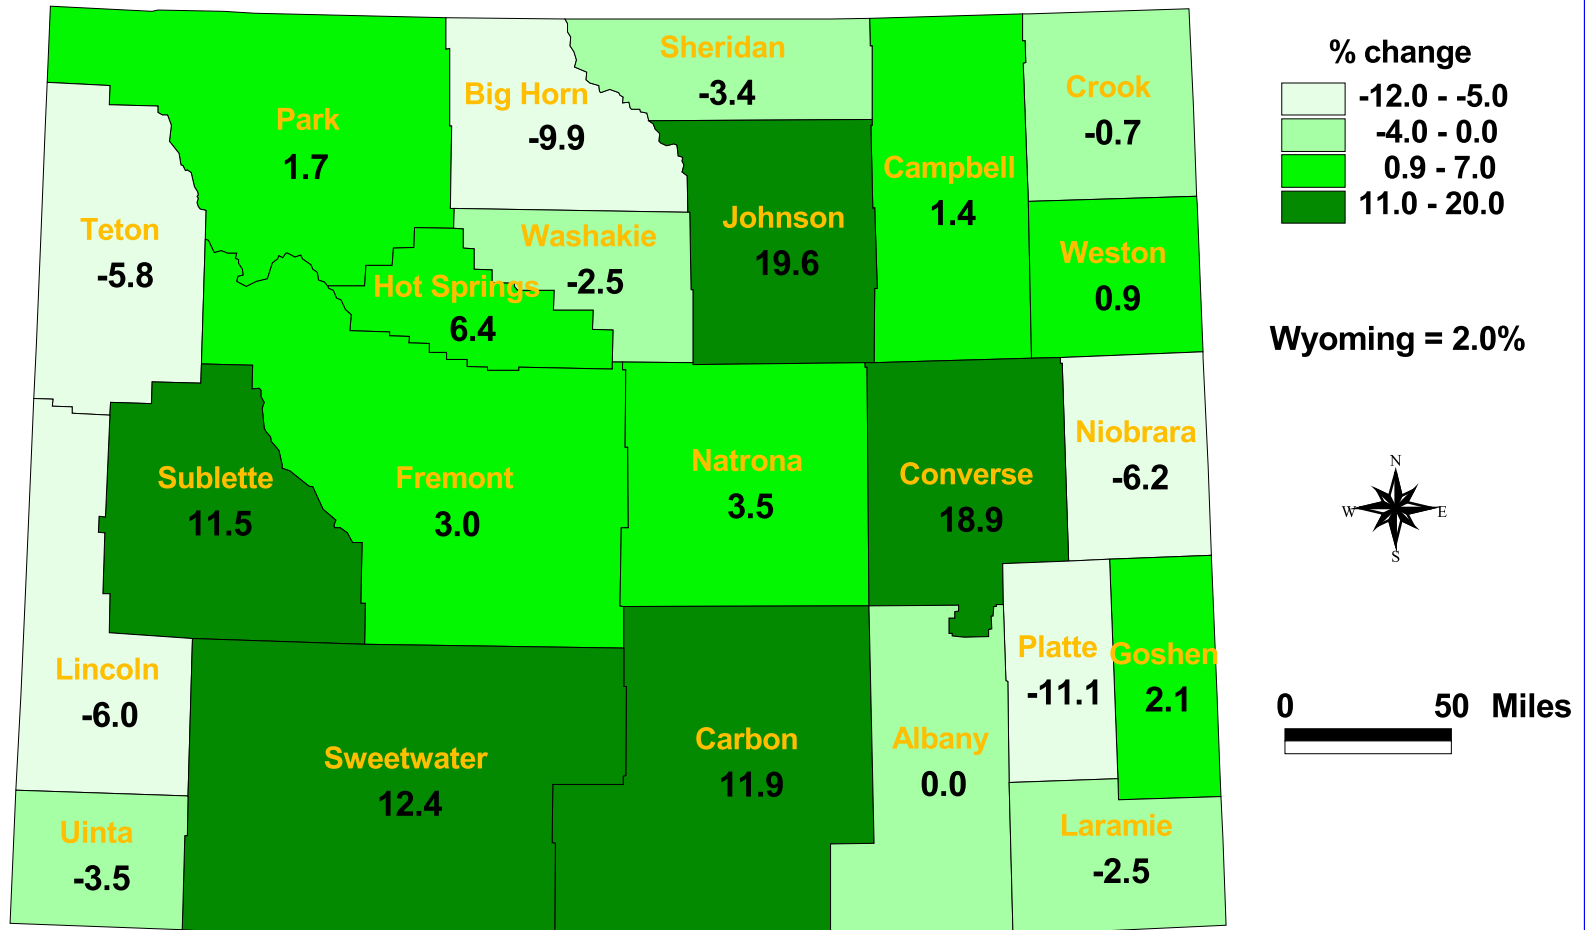 Park
1.7
Big Horn
-9.9
Sheridan
-3.4
Crook
-0.7
Campbell
1.4
Teton
-5.8
Johnson
19.6
Washakie
-2.5
Hot Springs
6.4
Weston
0.9
Sublette
11.5
Fremont
3.0
Natrona
3.5
Converse
18.9
Niobrara
-6.2
Lincoln
-6.0
Sweetwater
12.4
Carbon
11.9
Albany
0.0
Platte
-11.1
Goshen
2.1
Uinta
-3.5
Laramie
-2.5
% change
-12.0 - -5.0
-4.0 - 0.0
0.9 - 7.0
11.0 - 20.0
Wyoming = 2.0%
N
W E
S
0 50 Miles